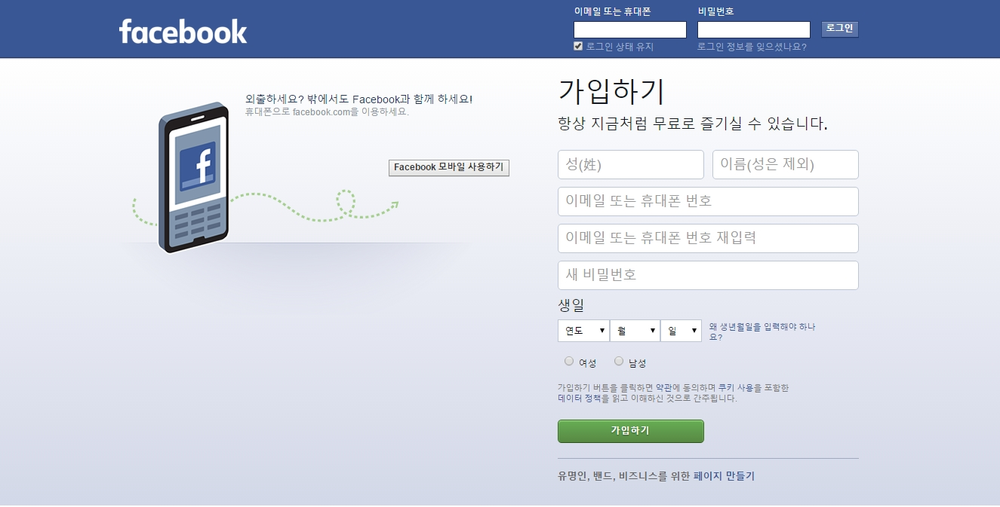 facebook
이메일 또는 휴대폰
비밀번호
로그인
로그인 상태 유지
로그인 정보를 잊으셨나요?
외출하세요? 밖에서도 Facebook과 함께 하세요!
휴대폰으로 facebook.com을 이용하세요.
Facebook 모바일 사용하기
f
가입하기
항상 지금처럼 무료로 즐기실 수 있습니다.
성(姓)
이름(성은 제외)
이메일 또는 휴대폰 번호
이메일 또는 휴대폰 번호 재입력
새 비밀번호
생일
연도 월 일
왜 생년월일을 입력해야 하나
요?
여성 남성
가입하기 버튼을 클릭하면 약관에 동의하며 쿠키 사용을 포함한
데이터 정책을 읽고 이해하신 것으로 간주됩니다.
가입하기
유명인, 밴드, 비즈니스를 위한 페이지 만들기